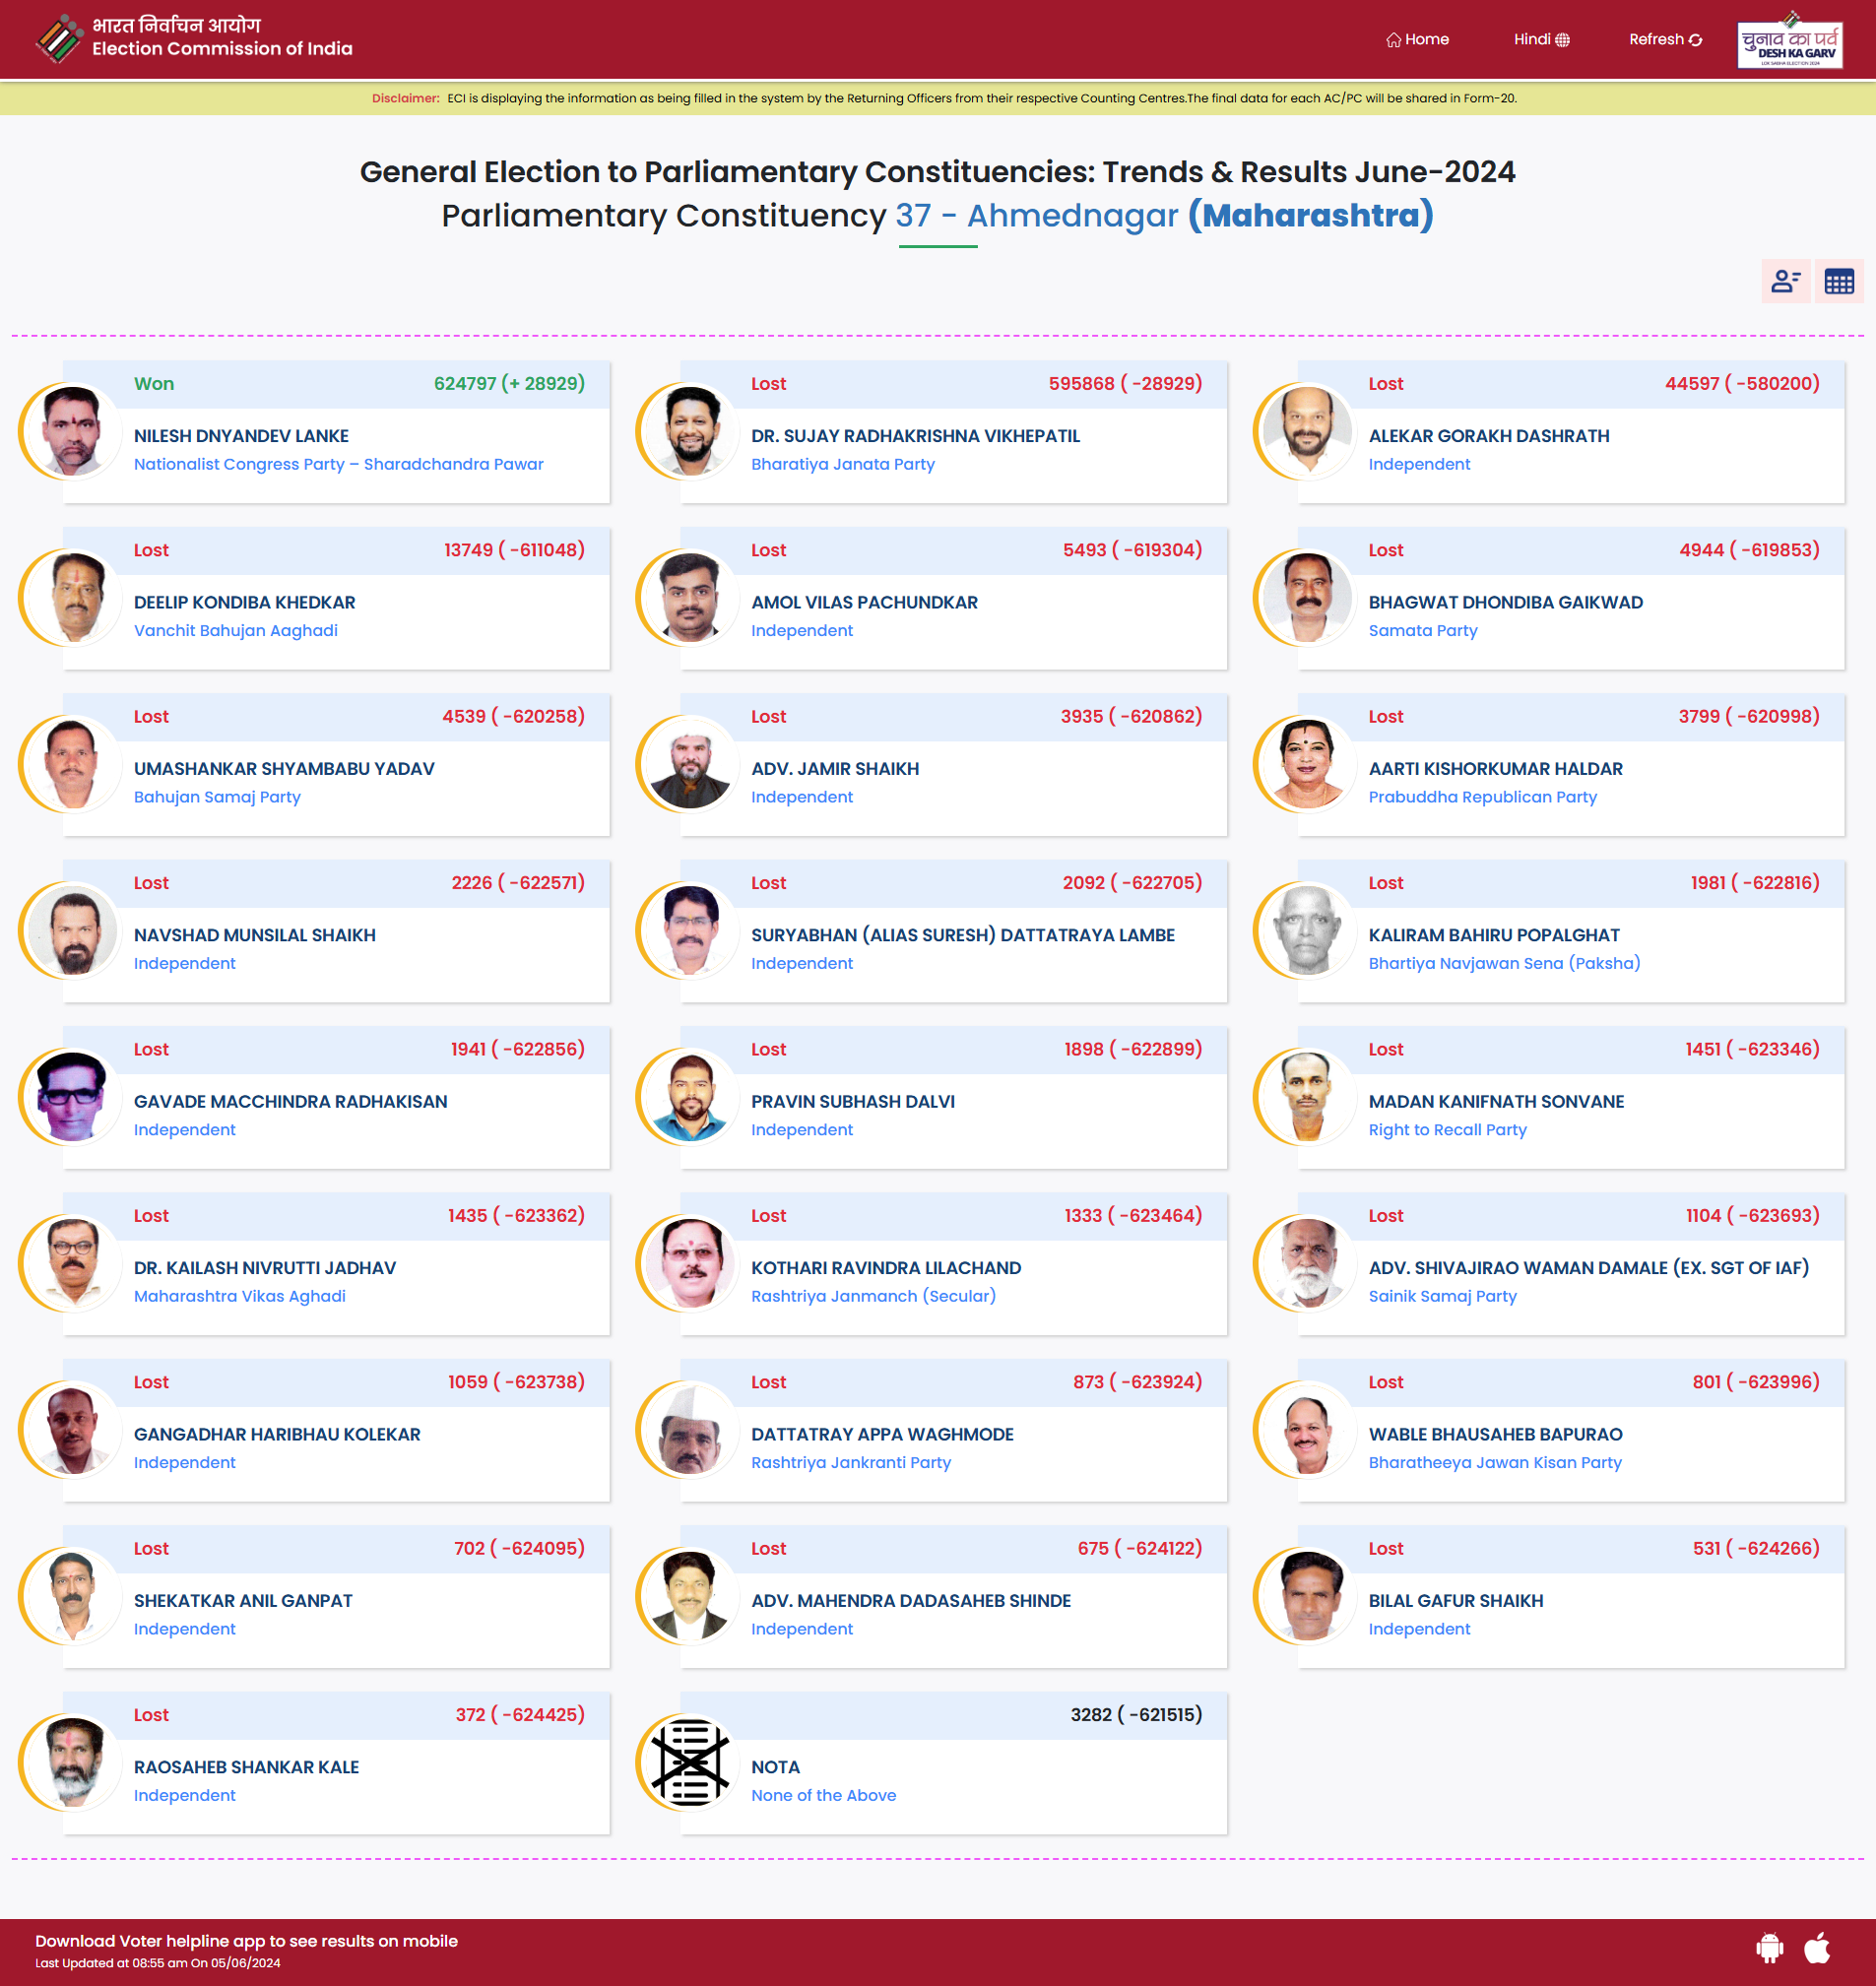 भारत निर्वाचन आयोग
Election Commission of India
Home
Hindi
Refresh
चुनाव का पर्व
DESH KA GARV
LOK SABHA ELECTION 2024
Disclaimer: ECI is displaying the information as being filled in the system by the Returning Officers from their respective Counting Centres.The final data for each AC/PC will be shared in Form-20.
General Election to Parliamentary Constituencies: Trends & Results June-2024
Parliamentary Constituency 37 - Ahmednagar (Maharashtra)
Won 624797 (+ 28929)
NILESH DNYANDEV LANKE
Nationalist Congress Party – Sharadchandra Pawar
Lost 595868 ( -28929)
DR. SUJAY RADHAKRISHNA VIKHEPATIL
Bharatiya Janata Party
Lost 44597 ( -580200)
ALEKAR GORAKH DASHRATH
Independent
Lost 13749 ( -611048)
DEELIP KONDIBA KHEDKAR
Vanchit Bahujan Aaghadi
Lost 5493 ( -619304)
AMOL VILAS PACHUNDKAR
Independent
Lost 4944 ( -619853)
BHAGWAT DHONDIBA GAIKWAD
Samata Party
Lost 4539 ( -620258)
UMASHANKAR SHYAMBABU YADAV
Bahujan Samaj Party
Lost 3935 ( -620862)
ADV. JAMIR SHAIKH
Independent
Lost 3799 ( -620998)
AARTI KISHORKUMAR HALDAR
Prabuddha Republican Party
Lost 2226 ( -622571)
NAVSHAD MUNSILAL SHAIKH
Independent
Lost 2092 ( -622705)
SURYABHAN (ALIAS SURESH) DATTATRAYA LAMBE
Independent
Lost 1981 ( -622816)
KALIRAM BAHIRU POPALGHAT
Bhartiya Navjawan Sena (Paksha)
Lost 1941 ( -622856)
GAVADE MACCHINDRA RADHAKISAN
Independent
Lost 1898 ( -622899)
PRAVIN SUBHASH DALVI
Independent
Lost 1451 ( -623346)
MADAN KANIFNATH SONVANE
Right to Recall Party
Lost 1435 ( -623362)
DR. KAILASH NIVRUTTI JADHAV
Maharashtra Vikas Aghadi
Lost 1333 ( -623464)
KOTHARI RAVINDRA LILACHAND
Rashtriya Janmanch (Secular)
Lost 1104 ( -623693)
ADV. SHIVAJIRAO WAMAN DAMALE (EX. SGT OF IAF)
Sainik Samaj Party
Lost 1059 ( -623738)
GANGADHAR HARIBHAU KOLEKAR
Independent
Lost 873 ( -623924)
DATTATRAY APPA WAGHMODE
Rashtriya Jankranti Party
Lost 801 ( -623996)
WABLE BHAUSAHEB BAPURAO
Bharatheeya Jawan Kisan Party
Lost 702 ( -624095)
SHEKATKAR ANIL GANPAT
Independent
Lost 675 ( -624122)
ADV. MAHENDRA DADASAHEB SHINDE
Independent
Lost 531 ( -624266)
BILAL GAFUR SHAIKH
Independent
Lost 372 ( -624425)
RAOSAHEB SHANKAR KALE
Independent
3282 ( -621515)
NOTA
None of the Above
Download Voter helpline app to see results on mobile
Last Updated at 08:55 am On 05/06/2024